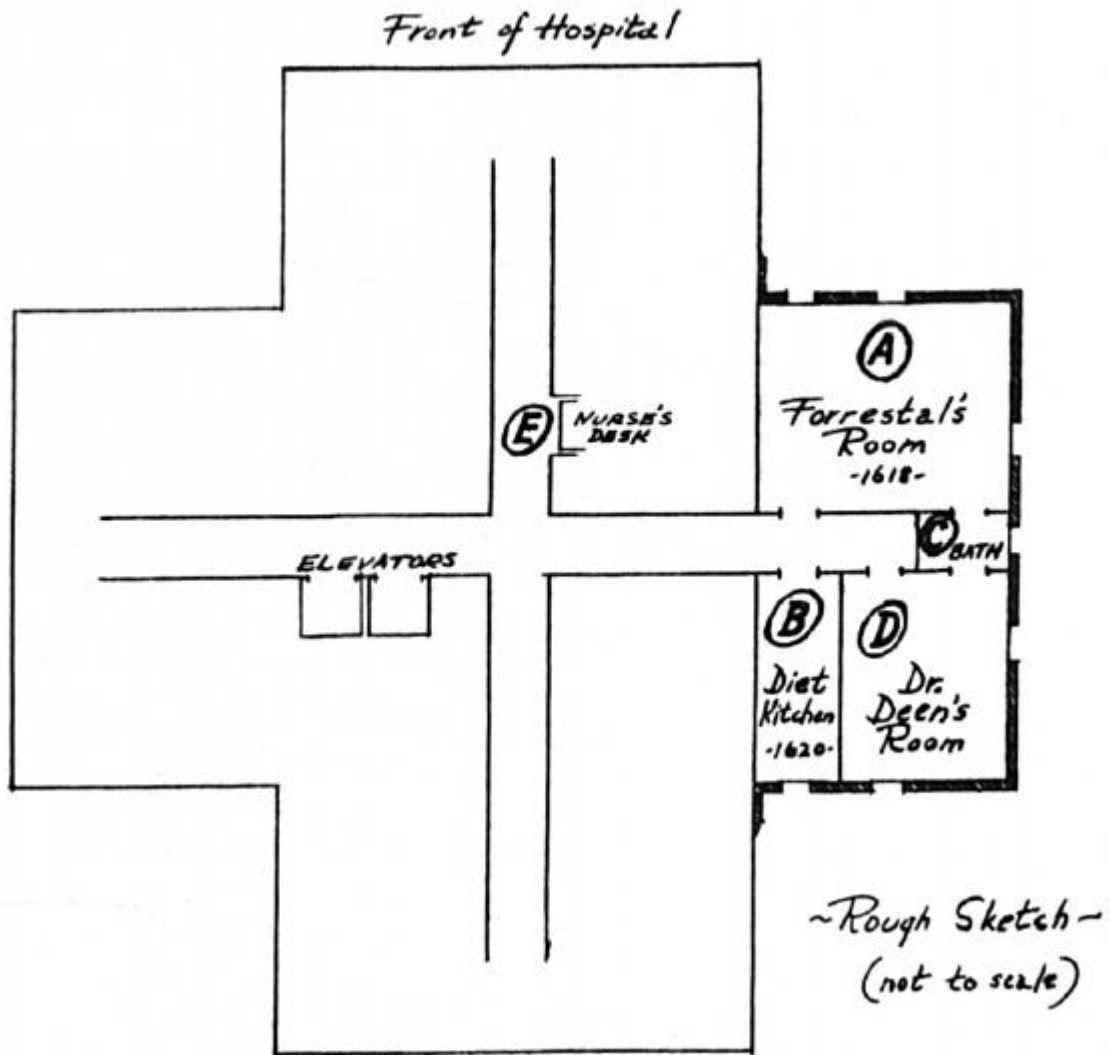 Front of Hospital
A
Forrestal's
Room
-1618-
E
NURSE'S
DESK
C
BATH
ELEVATORS
B
Diet
Kitchen
-1620-
D
Dr.
Deen's
Room
~Rough Sketch~
(not to scale)